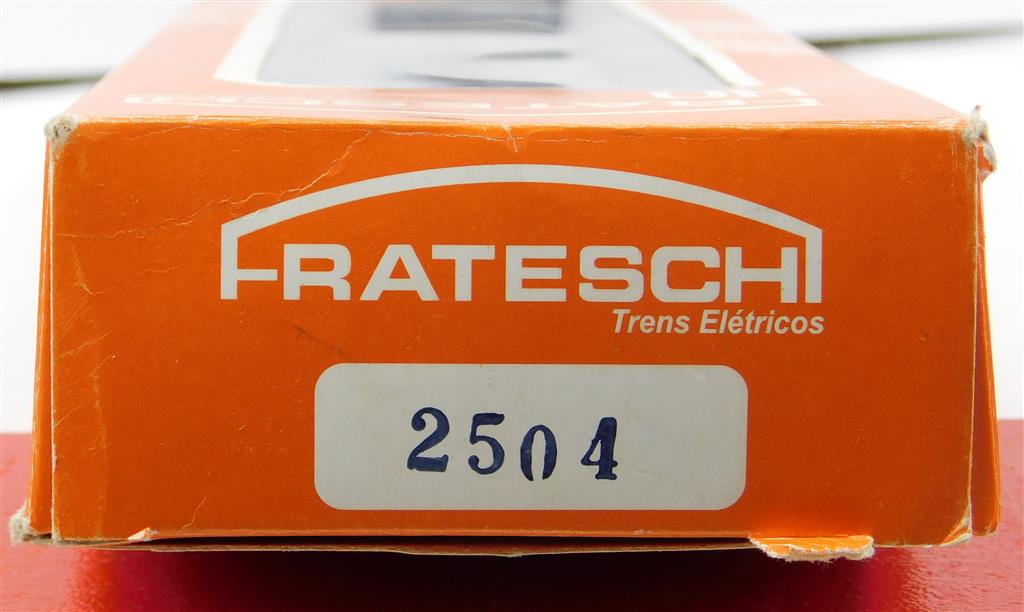 FRATESCHI
Trens Elétricos
2504